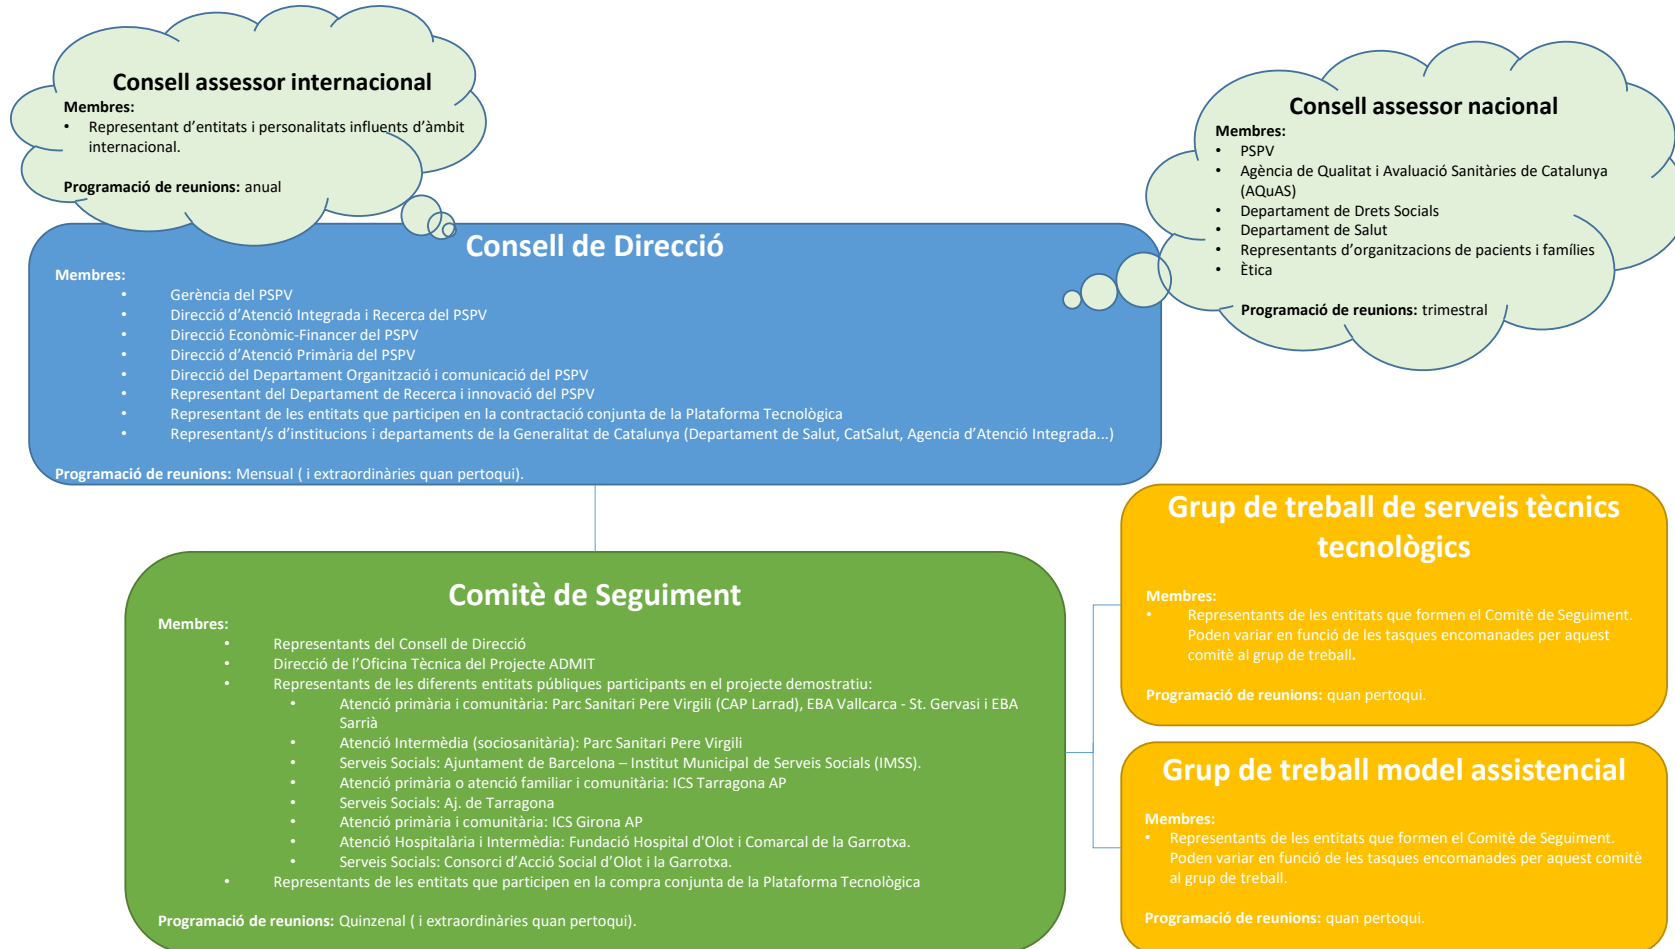 Consell assessor internacional
Membres:
• Representant d'entitats i personalitats influents d'àmbit
internacional.
Programació de reunions: anual
Consell assessor nacional
Membres:
• PSPV
• Agència de Qualitat i Avaluació Sanitàries de Catalunya
(AQuAS)
• Departament de Drets Socials
• Departament de Salut
• Representants d'organitzacions de pacients i famílies
• Ètica
Programació de reunions: trimestral
Consell de Direcció
Membres:
• Gerència del PSPV
• Direcció d'Atenció Integrada i Recerca del PSPV
• Direcció Econòmic-Financer del PSPV
• Direcció d'Atenció Primària del PSPV
• Direcció del Departament Organització i comunicació del PSPV
• Representant del Departament de Recerca i innovació del PSPV
• Representant de les entitats que participen en la contractació conjunta de la Plataforma Tecnològica
• Representant/s d'institucions i departaments de la Generalitat de Catalunya (Departament de Salut, CatSalut, Agencia d'Atenció Integrada...)
Programació de reunions: Mensual ( i extraordinàries quan pertoqui).
Comitè de Seguiment
Membres:
• Representants del Consell de Direcció
• Direcció de l'Oficina Tècnica del Projecte ADMIT
• Representants de les diferents entitats públiques participants en el projecte demostratiu:
• Atenció primària i comunitària: Parc Sanitari Pere Virgili (CAP Larrad), EBA Vallcarca - St. Gervasi i EBA
Sarrià
• Atenció Intermèdia (sociosanitària): Parc Sanitari Pere Virgili
• Serveis Socials: Ajuntament de Barcelona – Institut Municipal de Serveis Socials (IMSS).
• Atenció primària o atenció familiar i comunitària: ICS Tarragona AP
• Serveis Socials: Aj. de Tarragona
• Atenció primària i comunitària: ICS Girona AP
• Atenció Hospitalària i Intermèdia: Fundació Hospital d'Olot i Comarcal de la Garrotxa.
• Serveis Socials: Consorci d'Acció Social d'Olot i la Garrotxa.
• Representants de les entitats que participen en la compra conjunta de la Plataforma Tecnològica
Programació de reunions: Quinzenal ( i extraordinàries quan pertoqui).
Grup de treball de serveis tècnics
tecnològics
Membres:
• Representants de les entitats que formen el Comitè de Seguiment.
Poden variar en funció de les tasques encomanades per aquest
comitè al grup de treball.
Programació de reunions: quan pertoqui.
Grup de treball model assistencial
Membres:
• Representants de les entitats que formen el Comitè de Seguiment.
Poden variar en funció de les tasques encomanades per aquest comitè
al grup de treball.
Programació de reunions: quan pertoqui.